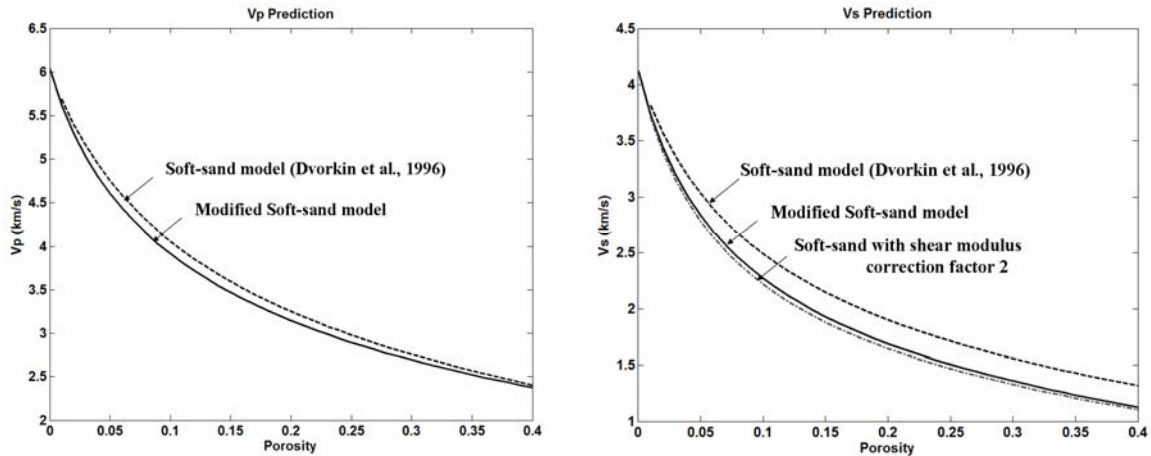 Vp Prediction
6.5
6
5.5
5
4.5
4
3.5
3
2.5
2
Vp (km/s)
Soft-sand model (Dvorkin et al., 1996)
Modified Soft-sand model
0 0.05 0.1 0.15 0.2 0.25 0.3 0.35 0.4
Porosity
Vs Prediction
4.5
4
3.5
3
2.5
2
1.5
1
Vs (km/s)
Soft-sand model (Dvorkin et al., 1996)
Modified Soft-sand model
Soft-sand with shear modulus
correction factor 2
0 0.05 0.1 0.15 0.2 0.25 0.3 0.35 0.4
Porosity